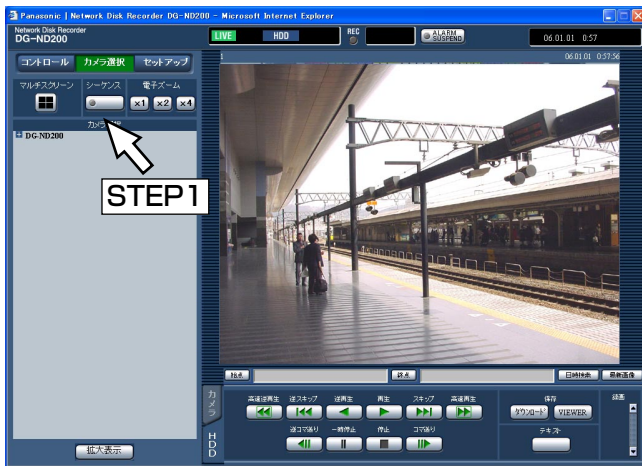 Panasonic | Network Disk Recorder DG-ND200 - Microsoft Internet Explorer
Network Disk Recorder
DG-ND200
LIVE HDD REC ALARM SUSPEND 06.01.01 0:57
コントロール カメラ選択 セットアップ
1 06.01.01 0:57:56
マルチスクリーン シーケンス 電子ズーム
x1 x2 x4
DG-ND200
STEP1
始点 終点 日時検索 最新画像
カメラ
高速逆再生 逆スキップ 逆再生 再生 スキップ 高速再生 保存 録画
ダウンロード VIEWER
HDD
逆コマ送り 一時停止 停止 コマ送り テキスト
拡大表示